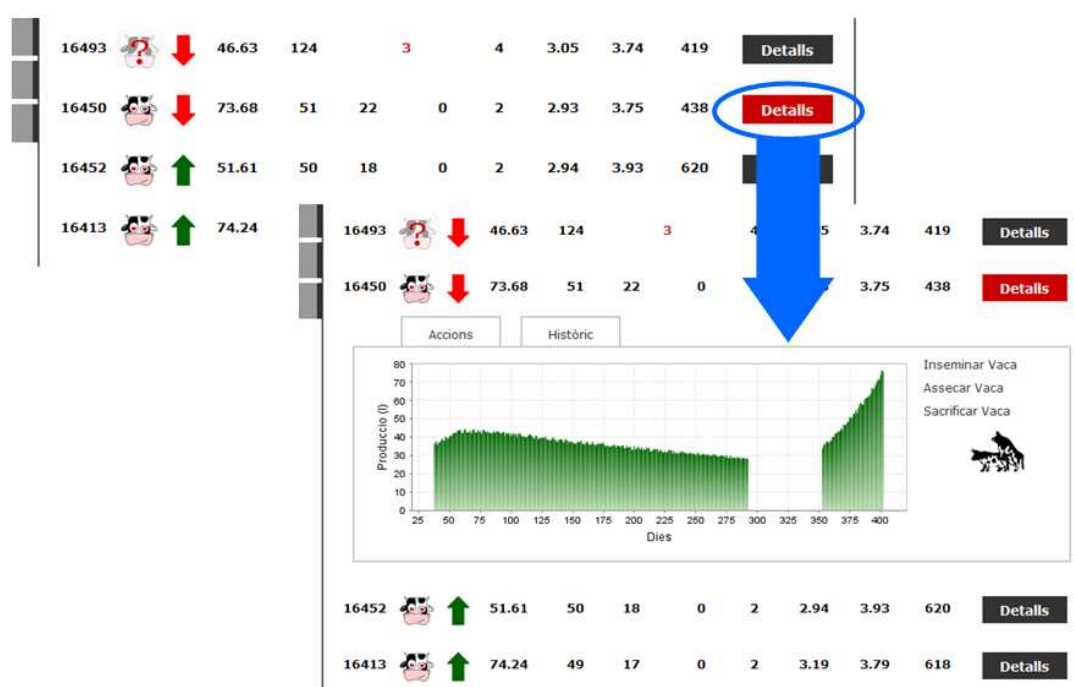 16493 ? 46.63 124 3 4 3.05 3.74 419 Detalls
16450 73.68 51 22 0 2 2.93 3.75 438 Detalls
16452 51.61 50 18 0 2 2.94 3.93 620
16413 74.24
16493 ? 46.63 124 3 4 5 3.74 419 Detalls
16450 73.68 51 22 0 3.75 438 Detalls
Accions Històric
Inseminar Vaca
Assecar Vaca
Sacrificar Vaca
Produccio (l)
80
70
60
50
40
30
20
10
0
25 50 75 100 125 150 175 200 225 250 275 300 325 350 375 400
Dies
16452 51.61 50 18 0 2 2.94 3.93 620 Detalls
16413 74.24 49 17 0 2 3.19 3.79 618 Detalls